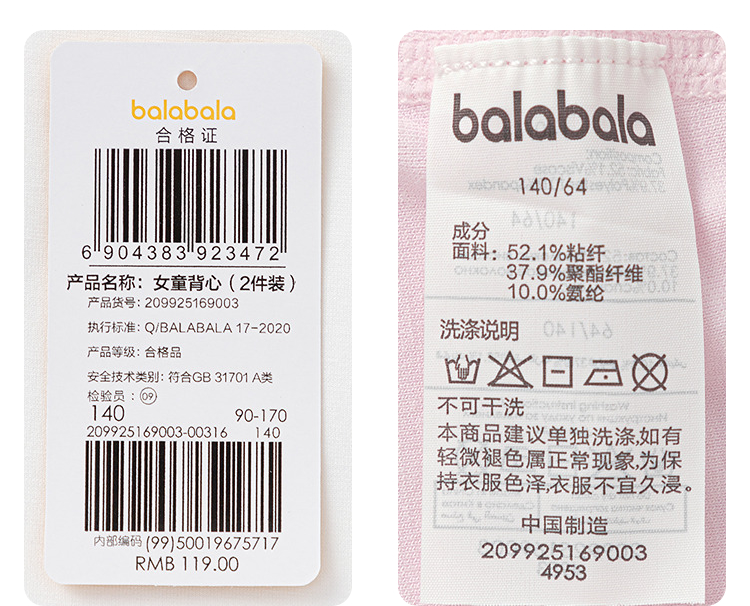 balabala
合格证
6 904383 923472
产品名称：女童背心（2件装）
产品货号：209925169003
执行标准：Q/BALABALA 17-2020
产品等级：合格品
安全技术类别：符合GB 31701 A类
检验员：09
140 90-170
209925169003-00316 140
内部编码 (99)50019675717
RMB 119.00
balabala
140/64
成分
面料：52.1%粘纤
37.9%聚酯纤维
10.0%氨纶
洗涤说明
不可干洗
本商品建议单独洗涤,如有
轻微褪色属正常现象,为保
持衣服色泽,衣服不宜久浸。
中国制造
209925169003
4953